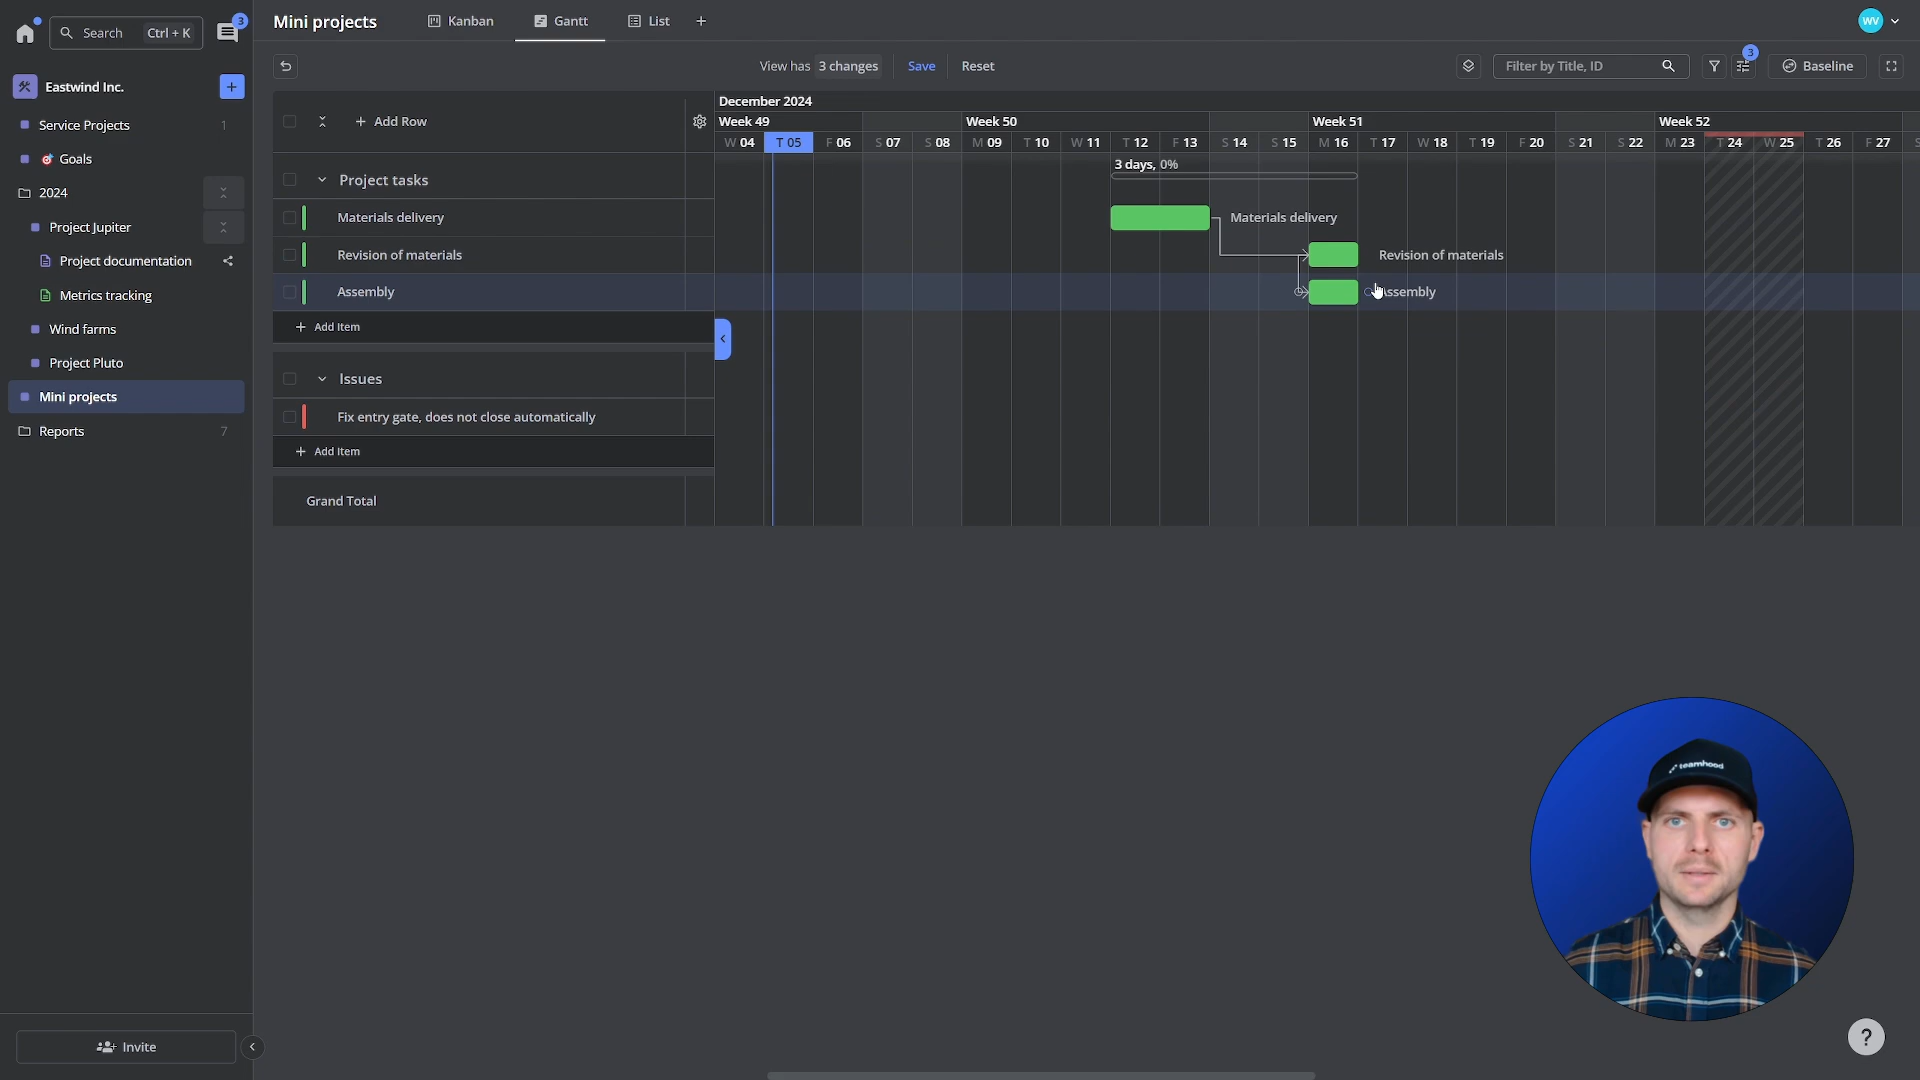 Search
Ctrl + K
3
Eastwind Inc.
Service Projects
1
Goals
2024
Project Jupiter
Project documentation
Metrics tracking
Wind farms
Project Pluto
Mini projects
Reports
7
Invite
Mini projects
Kanban
Gantt
List
WV
View has 3 changes
Save
Reset
Filter by Title, ID
3
Baseline
Add Row
December 2024
Week 49
Week 50
Week 51
Week 52
W 04 T 05 F 06 S 07 S 08 M 09 T 10 W 11 T 12 F 13 S 14 S 15 M 16 T 17 W 18 T 19 F 20 S 21 S 22 M 23 T 24 W 25 T 26 F 27
Project tasks
3 days, 0%
Materials delivery
Materials delivery
Revision of materials
Revision of materials
Assembly
Assembly
Add Item
Issues
Fix entry gate, does not close automatically
Add Item
Grand Total
teamhood
?